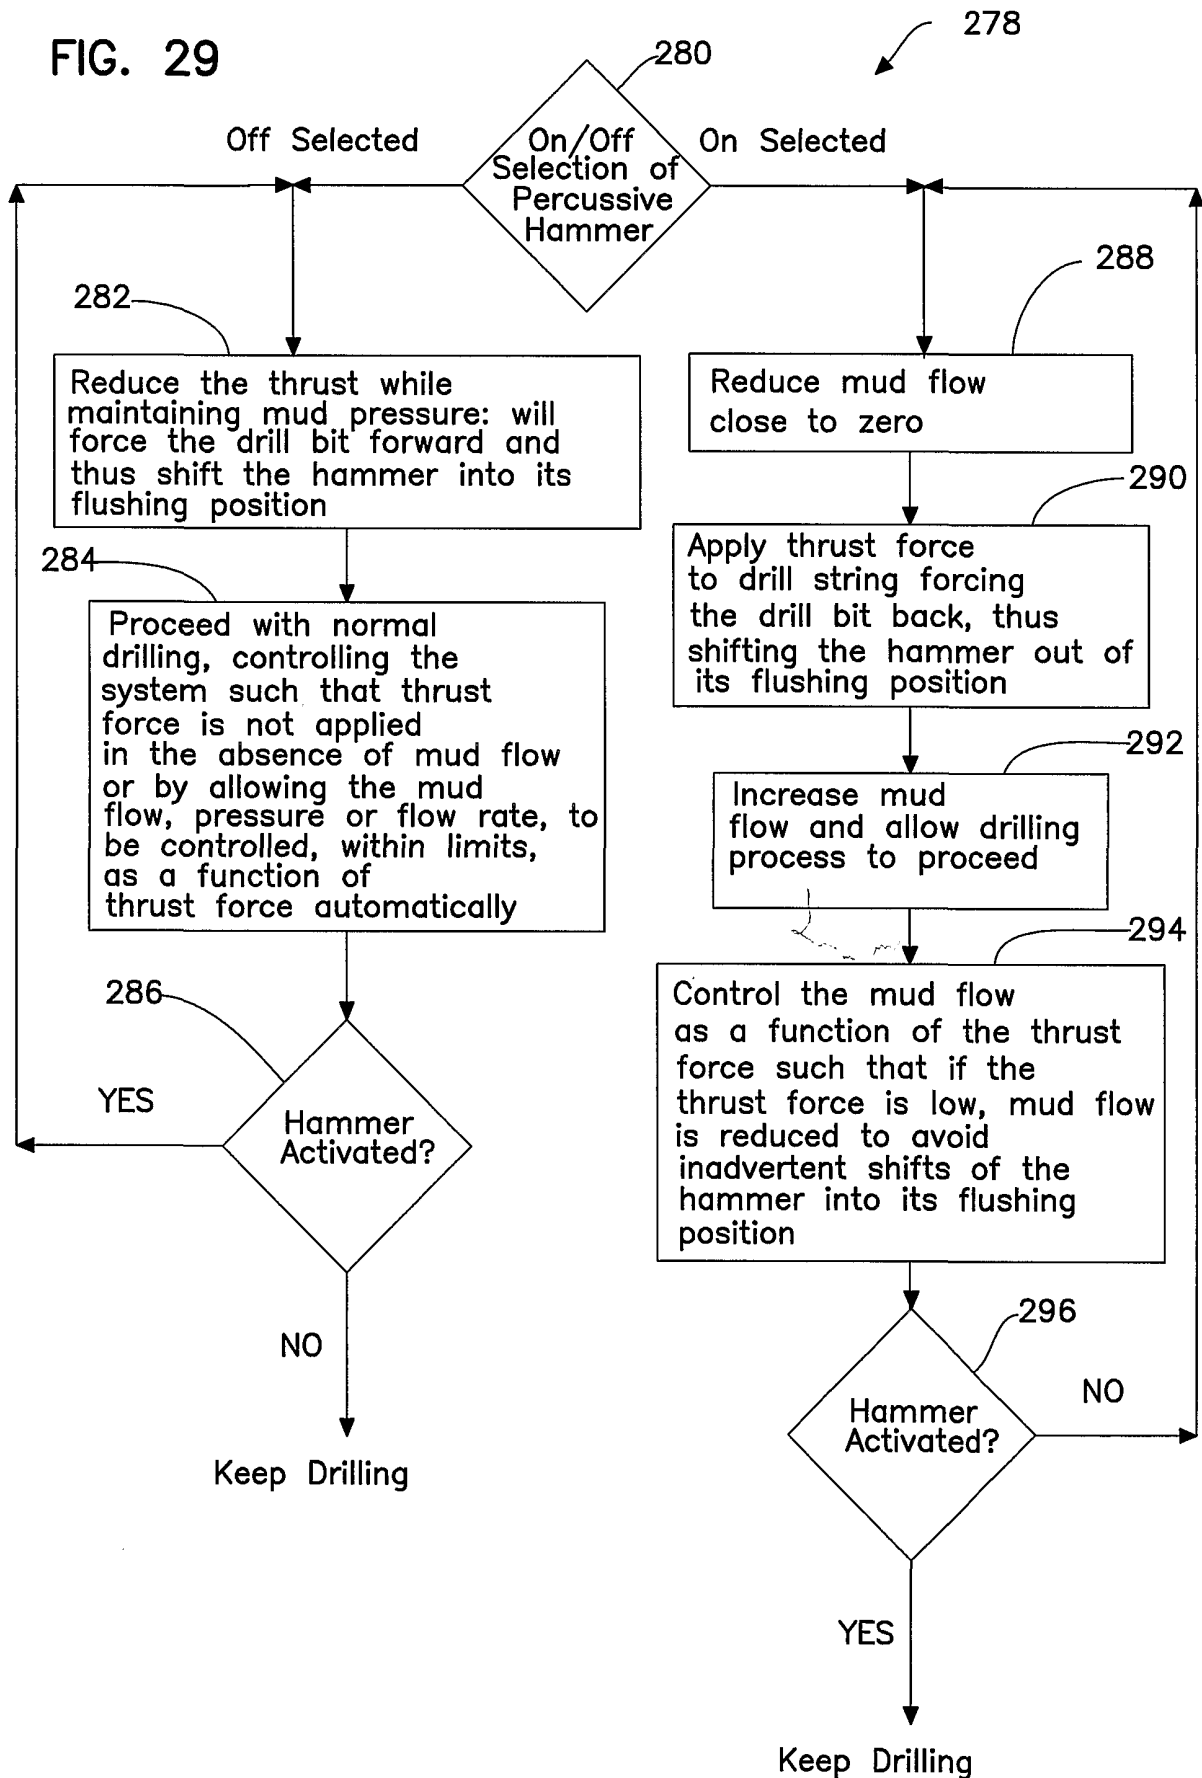 FIG. 29
278
280
Off Selected
On/Off
Selection of
Percussive
Hammer
On Selected
282
Reduce the thrust while
maintaining mud pressure: will
force the drill bit forward and
thus shift the hammer into its
flushing position
284
Proceed with normal
drilling, controlling the
system such that thrust
force is not applied
in the absence of mud flow
or by allowing the mud
flow, pressure or flow rate, to
be controlled, within limits,
as a function of
thrust force automatically
286
YES
Hammer
Activated?
NO
Keep Drilling
288
Reduce mud flow
close to zero
290
Apply thrust force
to drill string forcing
the drill bit back, thus
shifting the hammer out of
its flushing position
292
Increase mud
flow and allow drilling
process to proceed
294
Control the mud flow
as a function of the thrust
force such that if the
thrust force is low, mud flow
is reduced to avoid
inadvertent shifts of the
hammer into its flushing
position
296
Hammer
Activated?
NO
YES
Keep Drilling